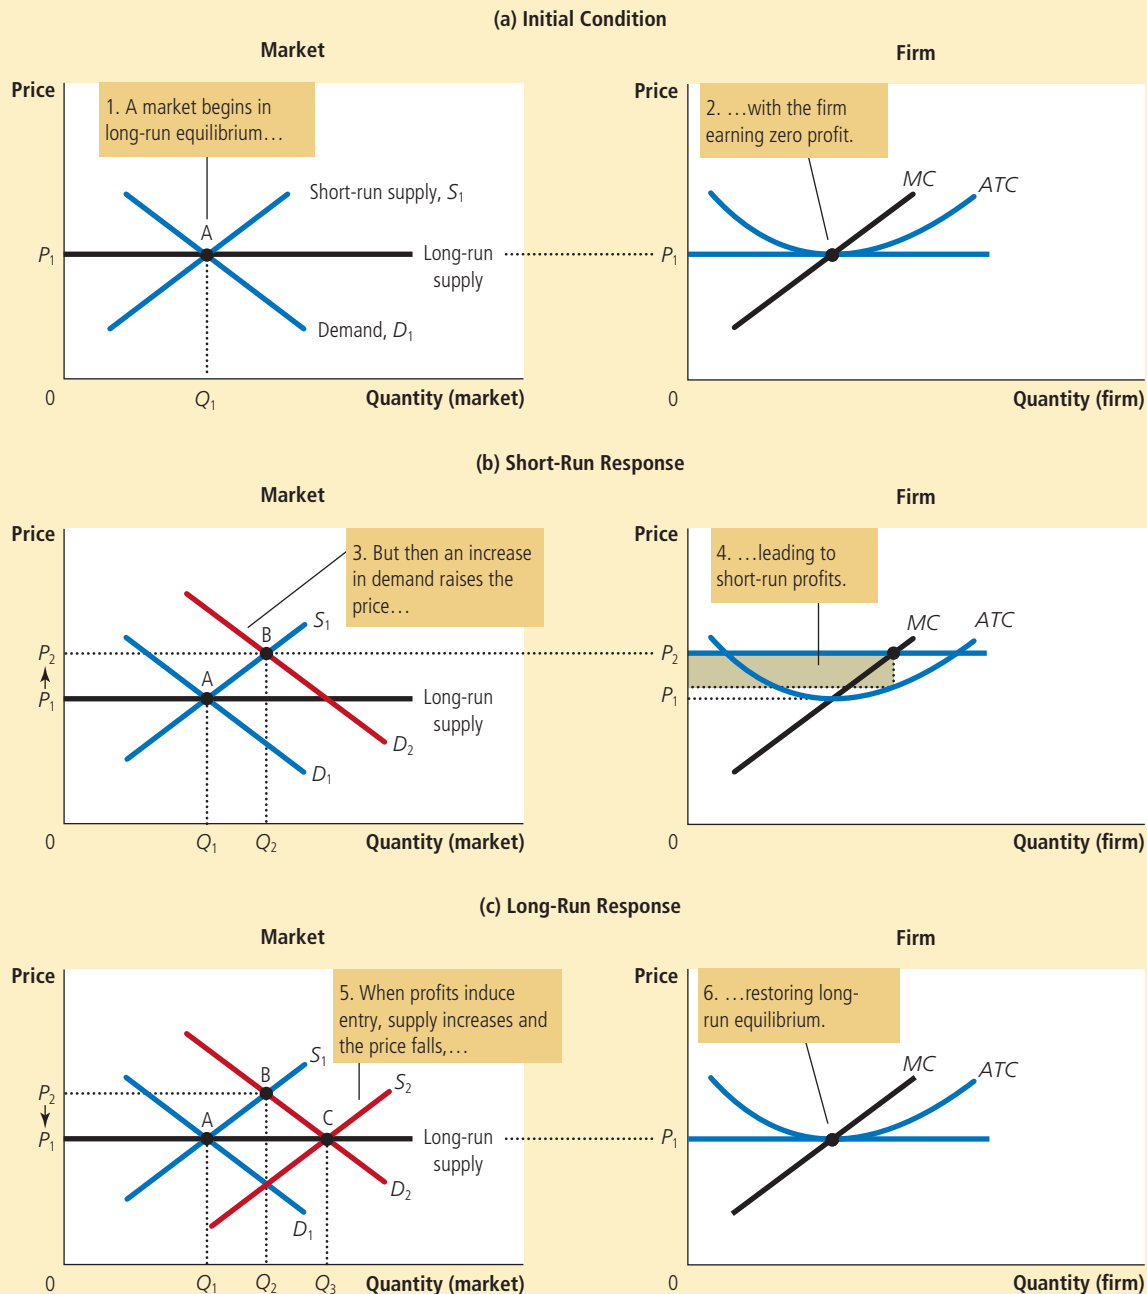 (a) Initial Condition
Market
Firm
Price
1. A market begins in
long-run equilibrium…
Short-run supply, S1
A
P1
Long-run
supply
Demand, D1
0
Q1
Quantity (market)
Price
2. …with the firm
earning zero profit.
MC
ATC
P1
0
Quantity (firm)
(b) Short-Run Response
Market
Firm
Price
3. But then an increase
in demand raises the
price…
S1
B
P2
A
P1
Long-run
supply
D2
D1
0
Q1
Q2
Quantity (market)
Price
4. …leading to
short-run profits.
MC
ATC
P2
P1
0
Quantity (firm)
(c) Long-Run Response
Market
Firm
Price
5. When profits induce
entry, supply increases and
the price falls,…
S1
B
S2
P2
A
C
P1
Long-run
supply
D2
D1
0
Q1
Q2
Q3
Quantity (market)
Price
6. …restoring long-
run equilibrium.
MC
ATC
P1
0
Quantity (firm)